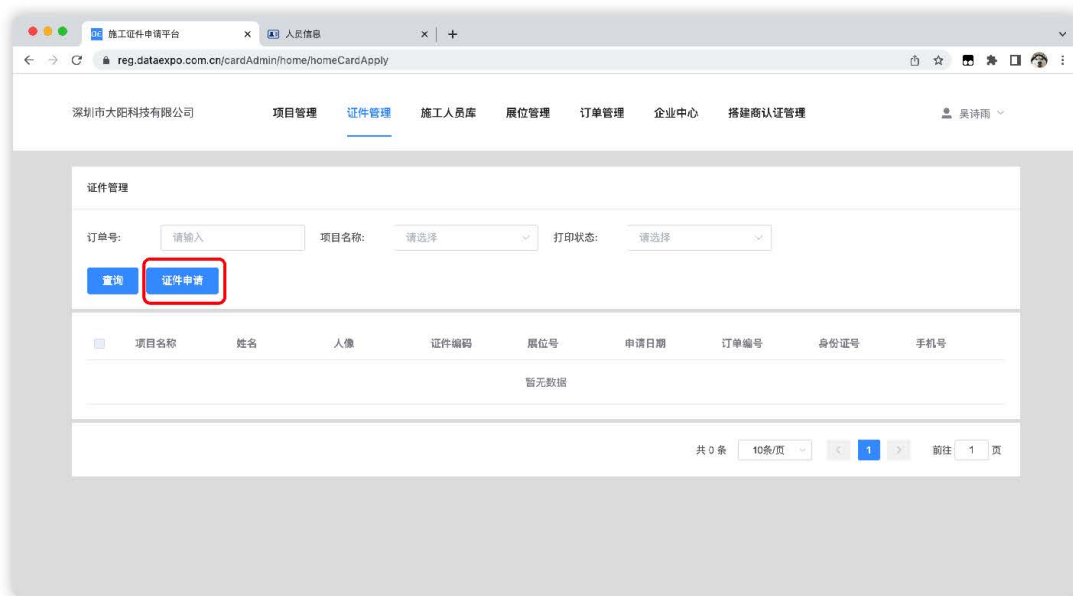 施工证件申请平台 人员信息
reg.dataexpo.com.cn/cardAdmin/home/homeCardApply
深圳市大阳科技有限公司 项目管理 证件管理 施工人员库 展位管理 订单管理 企业中心 搭建商认证管理 吴诗雨
证件管理
订单号: 请输入 项目名称: 请选择 打印状态: 请选择
查询 证件申请
项目名称 姓名 人像 证件编码 展位号 申请日期 订单编号 身份证号 手机号
暂无数据
共 0 条 10条/页 1 前往 1 页